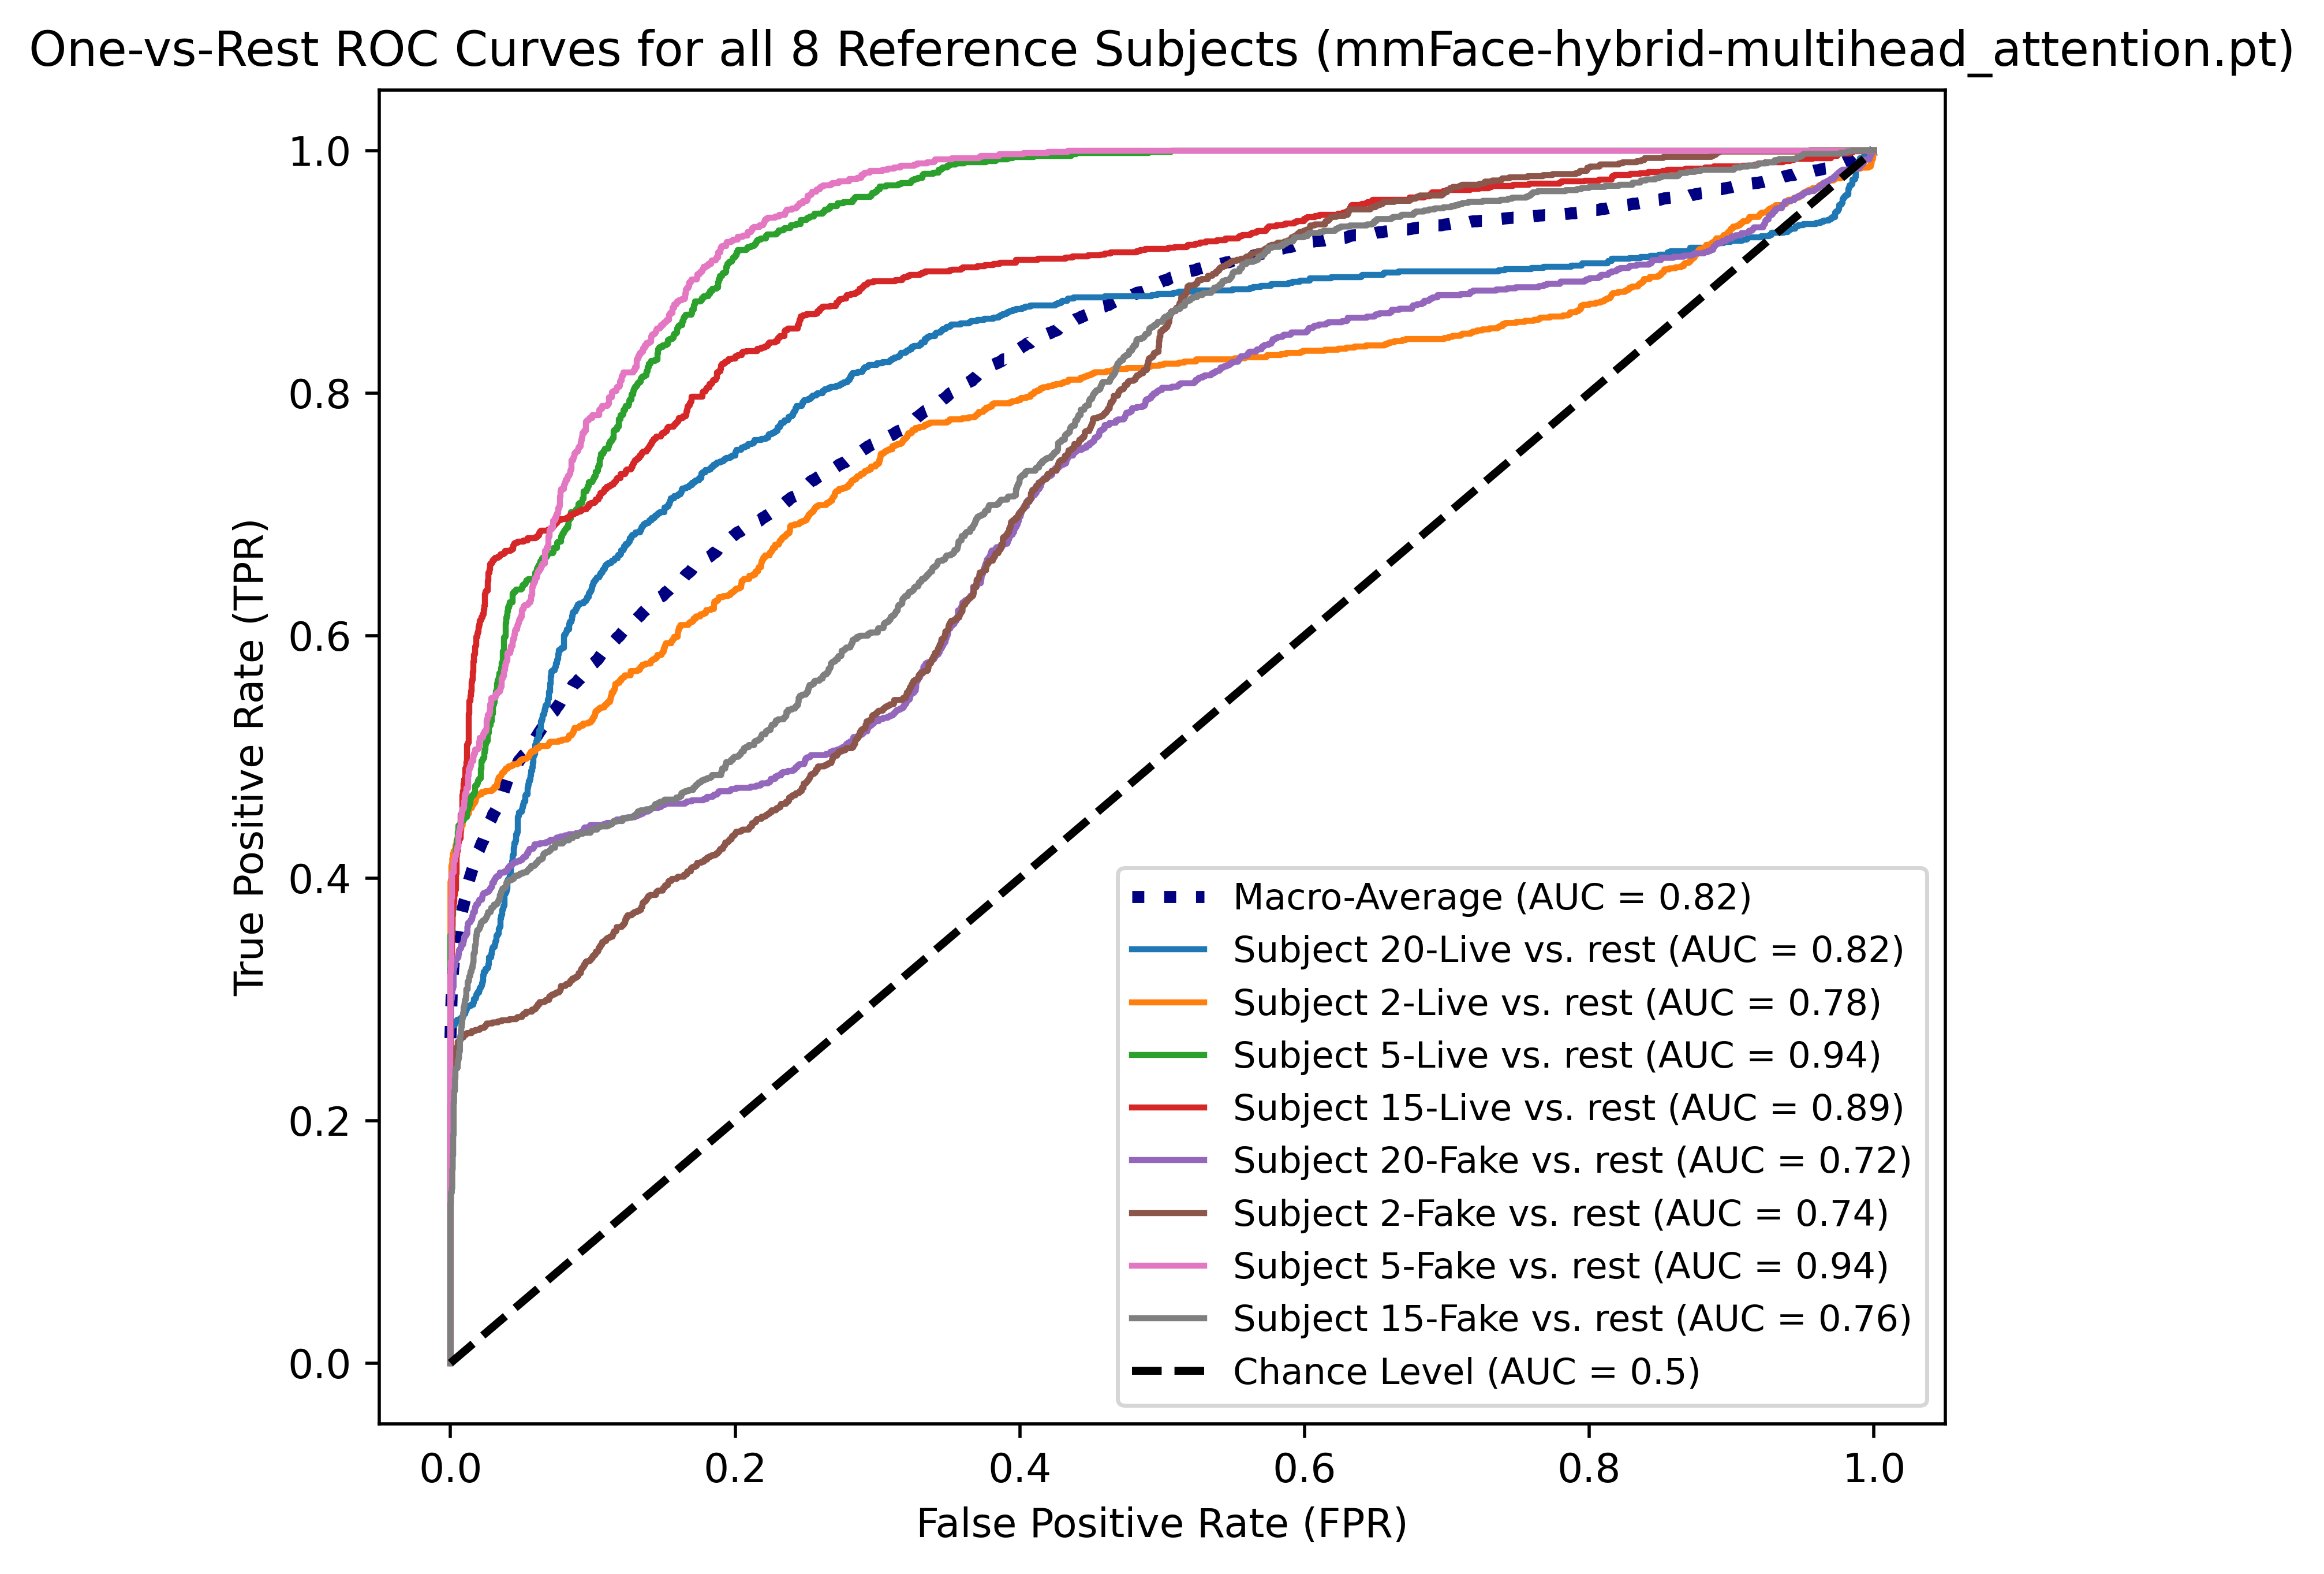 One-vs-Rest ROC Curves for all 8 Reference Subjects (mmFace-hybrid-multihead_attention.pt)
1.0
0.8
0.6
0.4
0.2
0.0
True Positive Rate (TPR)
Macro-Average (AUC = 0.82)
Subject 20-Live vs. rest (AUC = 0.82)
Subject 2-Live vs. rest (AUC = 0.78)
Subject 5-Live vs. rest (AUC = 0.94)
Subject 15-Live vs. rest (AUC = 0.89)
Subject 20-Fake vs. rest (AUC = 0.72)
Subject 2-Fake vs. rest (AUC = 0.74)
Subject 5-Fake vs. rest (AUC = 0.94)
Subject 15-Fake vs. rest (AUC = 0.76)
Chance Level (AUC = 0.5)
0.0 0.2 0.4 0.6 0.8 1.0
False Positive Rate (FPR)